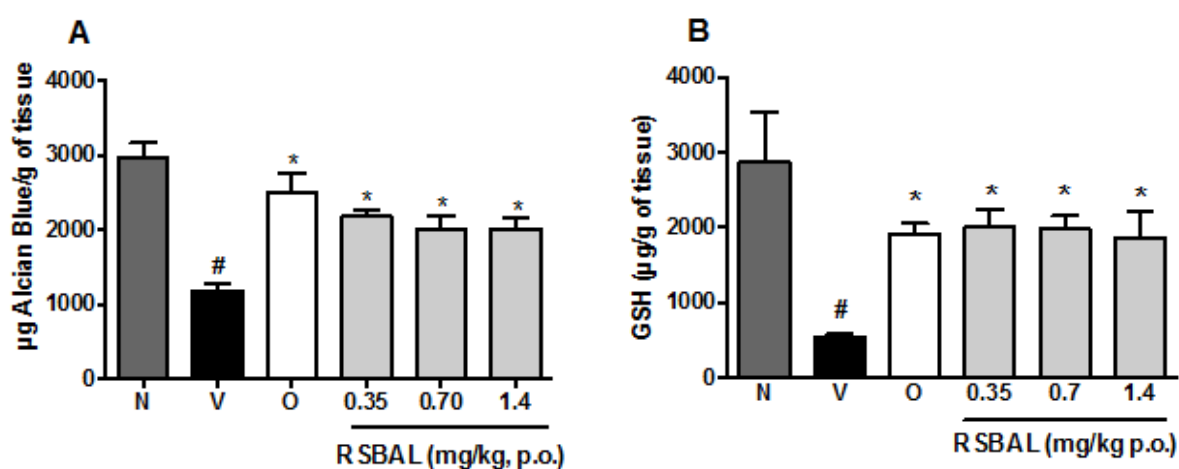 A
µg Alcian Blue/g of tissue
4000
3000
2000
1000
0
#
*
*
*
*
N V O 0.35 0.70 1.4
RSBAL (mg/kg, p.o.)
B
GSH (µg/g of tissue)
4000
3000
2000
1000
0
#
*
*
*
*
N V O 0.35 0.7 1.4
RSBAL (mg/kg p.o.)